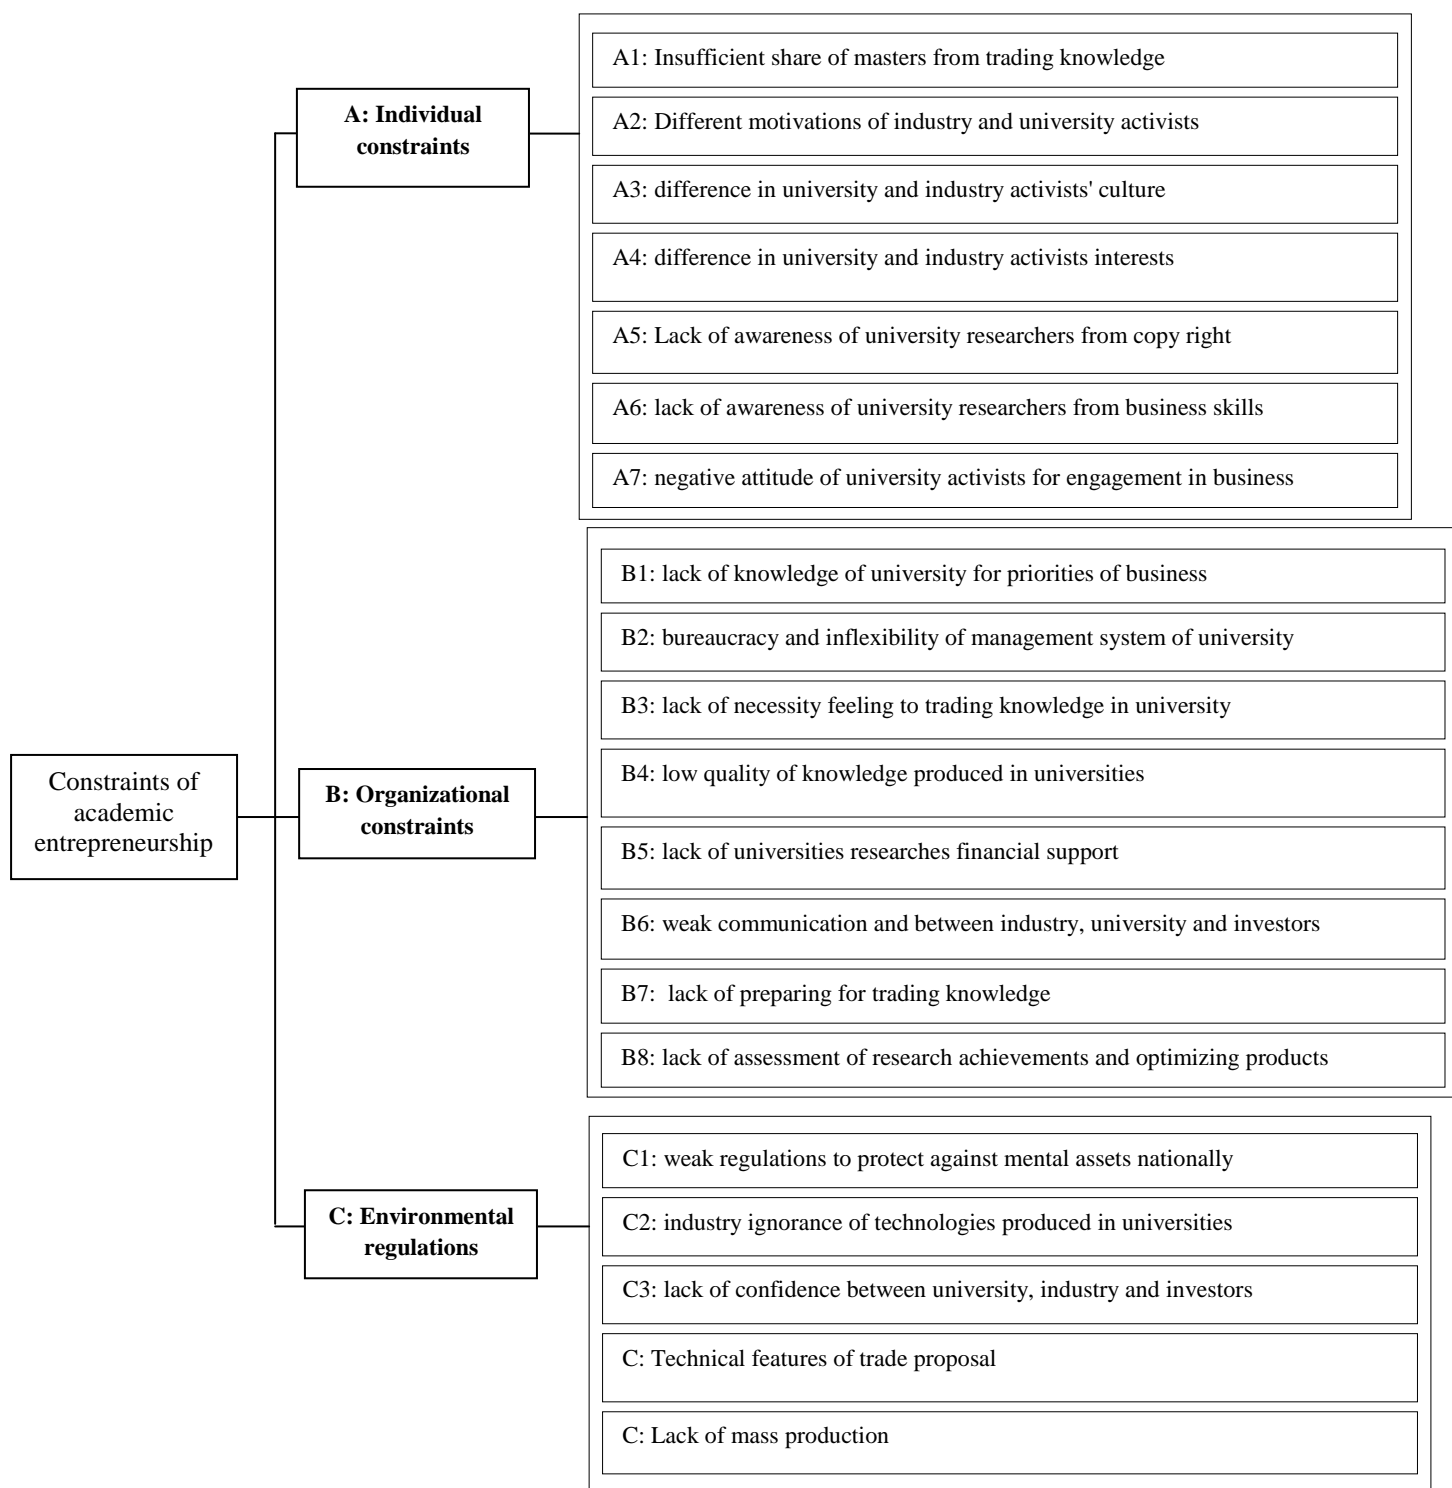 A: Individual
constraints
A1: Insufficient share of masters from trading knowledge
A2: Different motivations of industry and university activists
A3: difference in university and industry activists' culture
A4: difference in university and industry activists interests
A5: Lack of awareness of university researchers from copy right
A6: lack of awareness of university researchers from business skills
A7: negative attitude of university activists for engagement in business
Constraints of
academic
entrepreneurship
B: Organizational
constraints
B1: lack of knowledge of university for priorities of business
B2: bureaucracy and inflexibility of management system of university
B3: lack of necessity feeling to trading knowledge in university
B4: low quality of knowledge produced in universities
B5: lack of universities researches financial support
B6: weak communication and between industry, university and investors
B7:  lack of preparing for trading knowledge
B8: lack of assessment of research achievements and optimizing products
C: Environmental
regulations
C1: weak regulations to protect against mental assets nationally
C2: industry ignorance of technologies produced in universities
C3: lack of confidence between university, industry and investors
C: Technical features of trade proposal
C: Lack of mass production